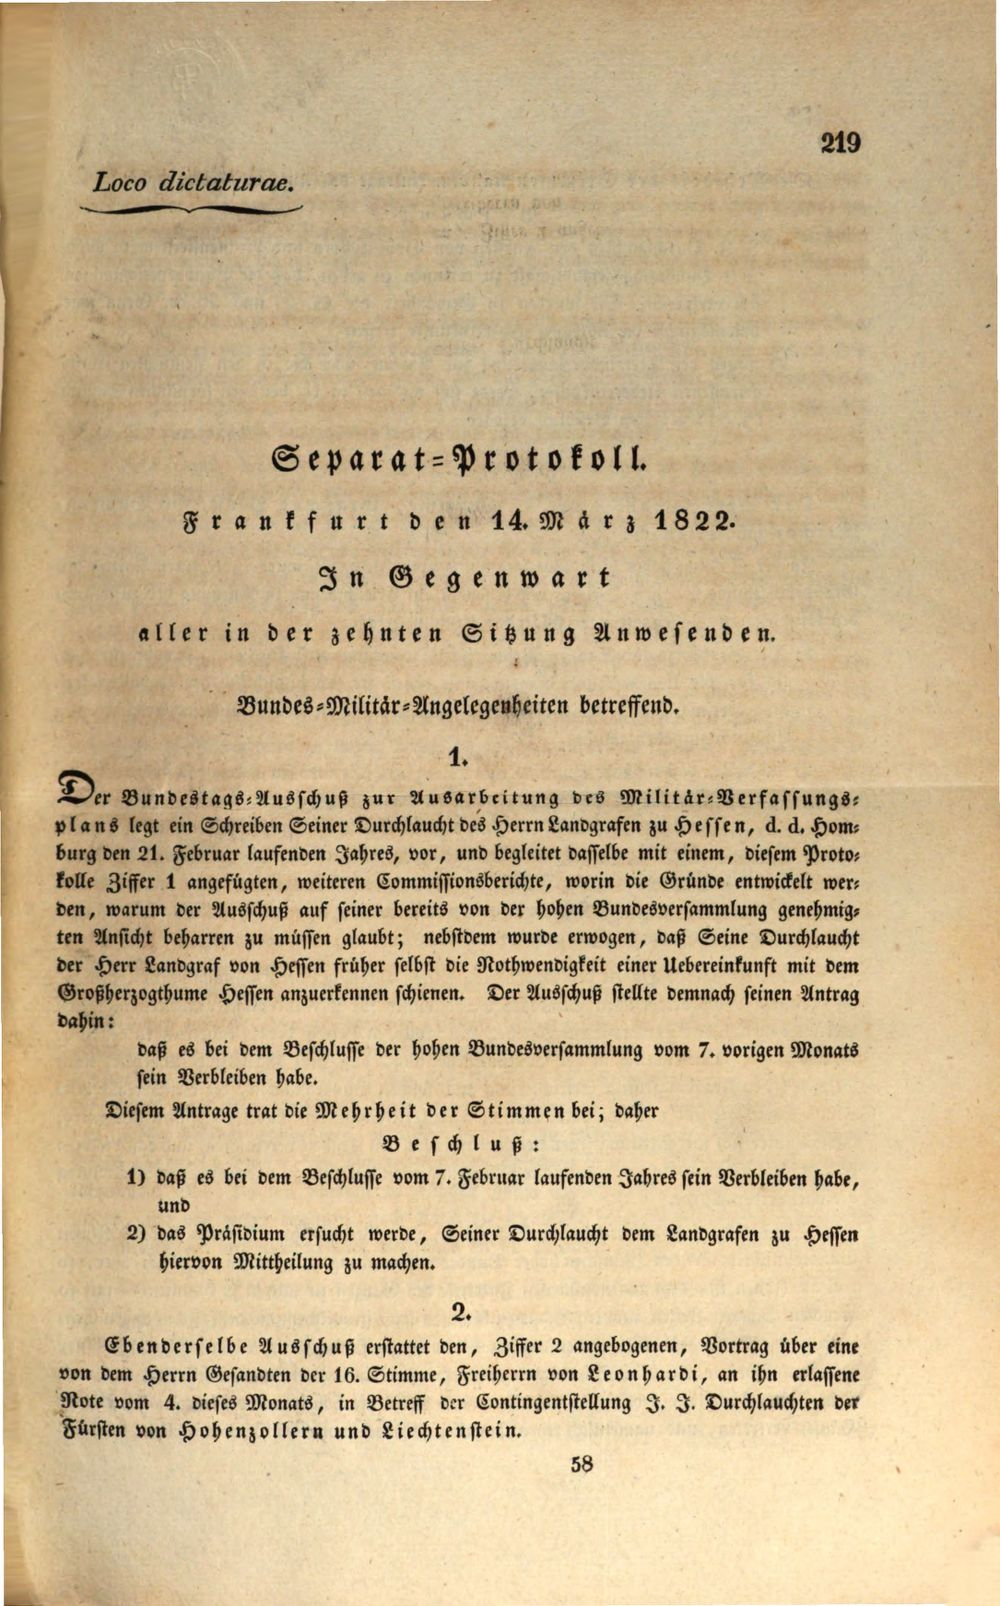 219
Loco dictaturae.
Separat-Protokoll.
Frankfurt den 14. März 1822.
In Gegenwart
aller in der zehnten Sitzung Anwesenden.
Bundes-Militär-Angelegenheiten betreffend.
1.
Der Bundestags-Ausschuß zur Ausarbeitung des Militär-Verfassungs-
plans legt ein Schreiben Seiner Durchlaucht des Herrn Landgrafen zu Hessen, d. d. Hom-
burg den 21. Februar laufenden Jahres, vor, und begleitet dasselbe mit einem, diesem Proto-
kolle Ziffer 1 angefügten, weiteren Commissionsberichte, worin die Gründe entwickelt wer-
den, warum der Ausschuß auf seiner bereits von der hohen Bundesversammlung genehmig-
ten Ansicht beharren zu müssen glaubt; nebstdem wurde erwogen, daß Seine Durchlaucht
der Herr Landgraf von Hessen früher selbst die Nothwendigkeit einer Uebereinkunft mit dem
Großherzogthume Hessen anzuerkennen schienen. Der Ausschuß stellte demnach seinen Antrag
dahin:
daß es bei dem Beschlusse der hohen Bundesversammlung vom 7. vorigen Monats
sein Verbleiben habe.
Diesem Antrage trat die Mehrheit der Stimmen bei; daher
Beschluß:
1) daß es bei dem Beschlusse vom 7. Februar laufenden Jahres sein Verbleiben habe,
und
2) das Präsidium ersucht werde, Seiner Durchlaucht dem Landgrafen zu Hessen
hiervon Mittheilung zu machen.
2.
Ebenderselbe Ausschuß erstattet den, Ziffer 2 angebogenen, Vortrag über eine
von dem Herrn Gesandten der 16. Stimme, Freiherrn von Leonhardi, an ihn erlassene
Note vom 4. dieses Monats, in Betreff der Contingentstellung J. J. Durchlauchten der
Fürsten von Hohenzollern und Liechtenstein.
58